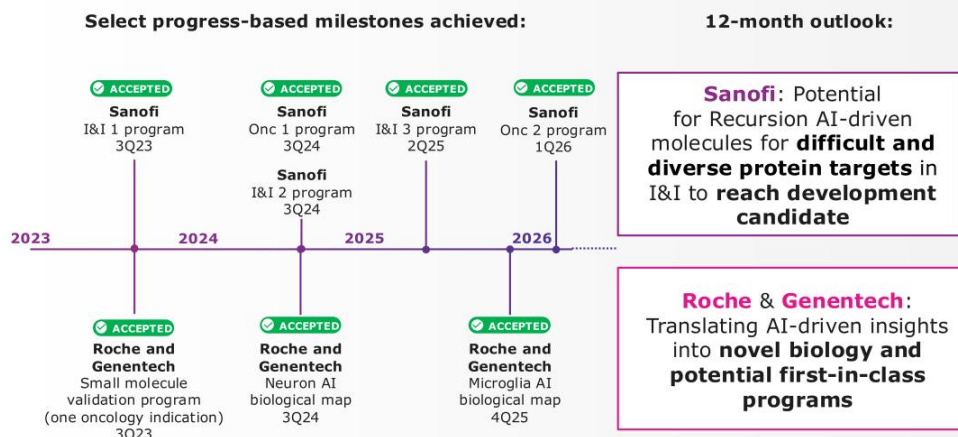 Select progress-based milestones achieved:
12-month outlook:
ACCEPTED
Sanofi
I&I 1 program
3Q23
ACCEPTED
Sanofi
Onc 1 program
3Q24
Sanofi
I&I 2 program
3Q24
ACCEPTED
Sanofi
I&I 3 program
2Q25
ACCEPTED
Sanofi
Onc 2 program
1Q26
2023
2024
2025
2026
ACCEPTED
Roche and
Genentech
Small molecule
validation program
(one oncology indication)
3Q23
ACCEPTED
Roche and
Genentech
Neuron AI
biological map
3Q24
ACCEPTED
Roche and
Genentech
Microglia AI
biological map
4Q25
Sanofi: Potential
for Recursion AI-driven
molecules for difficult and
diverse protein targets in
I&I to reach development
candidate
Roche & Genentech:
Translating AI-driven insights
into novel biology and
potential first-in-class
programs